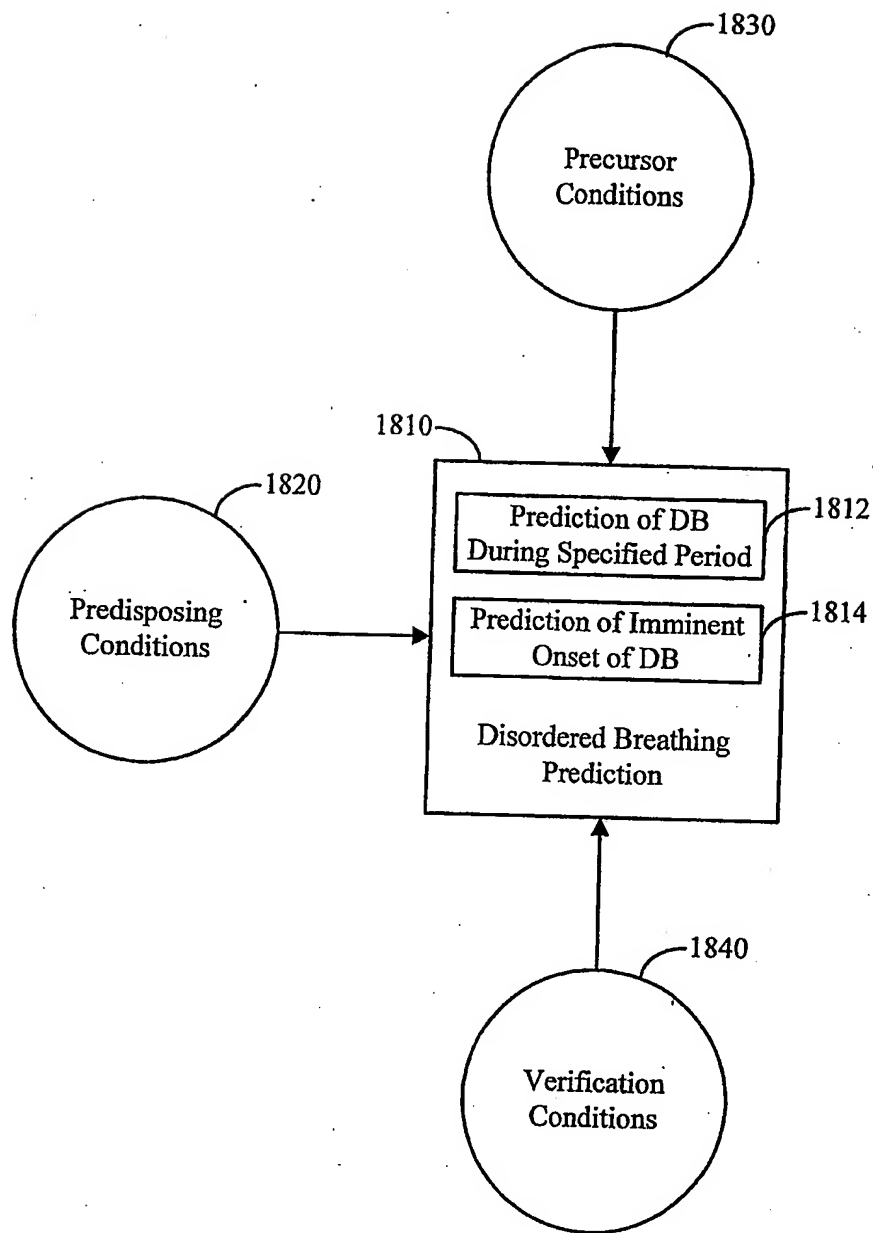 1830
Precursor
Conditions
1810
1820
Prediction of DB
During Specified Period
1812
Predisposing
Conditions
Prediction of Imminent
Onset of DB
1814
Disordered Breathing
Prediction
1840
Verification
Conditions